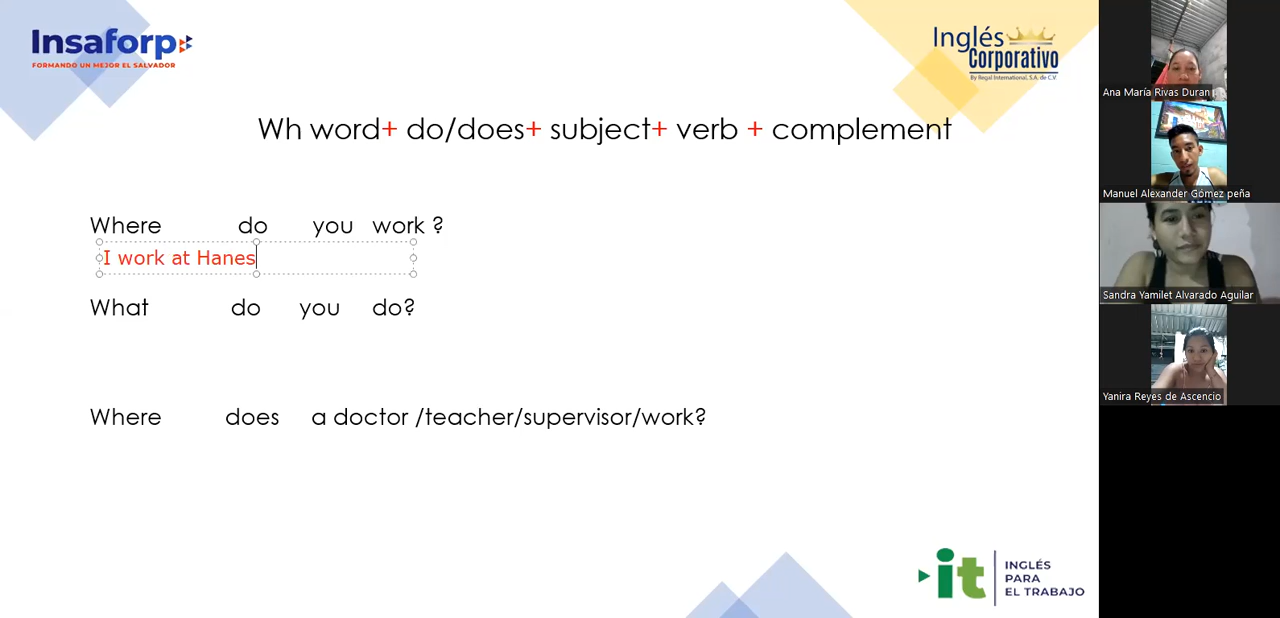 Insaforp
FORMANDO UN MEJOR EL SALVADOR
Inglés
Corporativo
By Regal International, S.A. de C.V.
Wh word+ do/does+ subject+ verb + complement
Where do you work ?
I work at Hanes
What do you do?
Where does a doctor /teacher/supervisor/work?
it
INGLÉS
PARA
EL TRABAJO
Ana María Rivas Duran
Manuel Alexander Gómez peña
Sandra Yamilet Alvarado Aguilar
Yanira Reyes de Ascencio